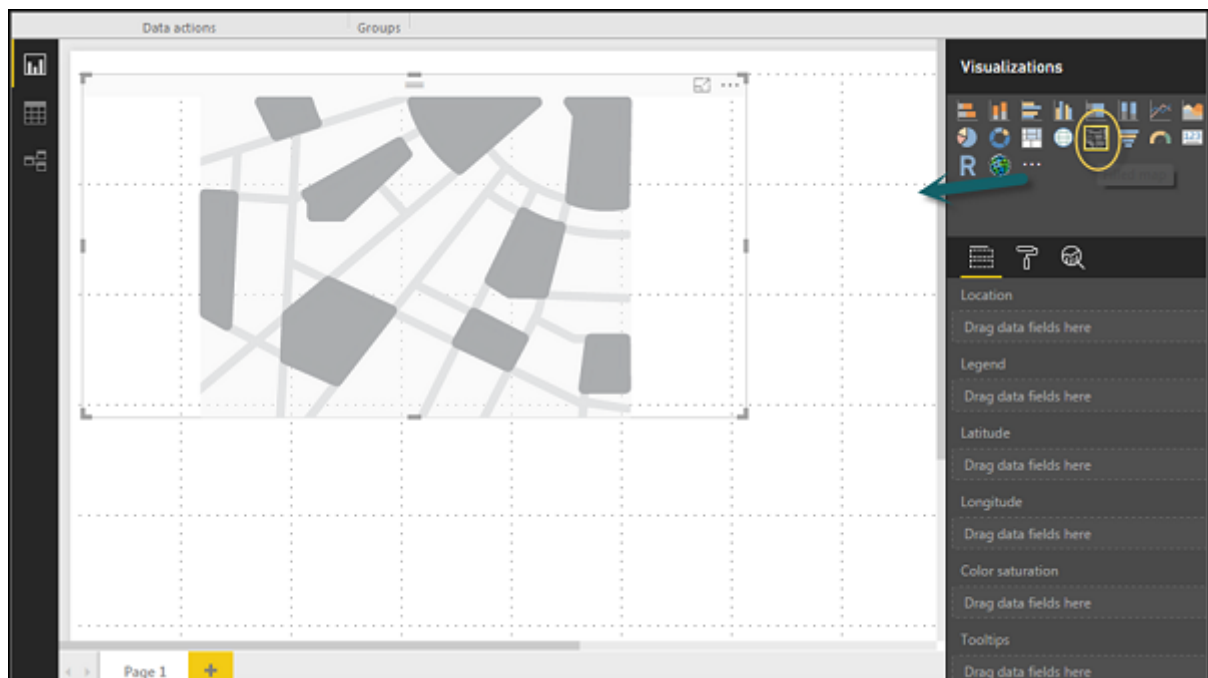 Data actions
Groups
Visualizations
123
R
Location
Drag data fields here
Legend
Drag data fields here
Latitude
Drag data fields here
Longitude
Drag data fields here
Color saturation
Drag data fields here
Tooltips
Drag data fields here
Page 1